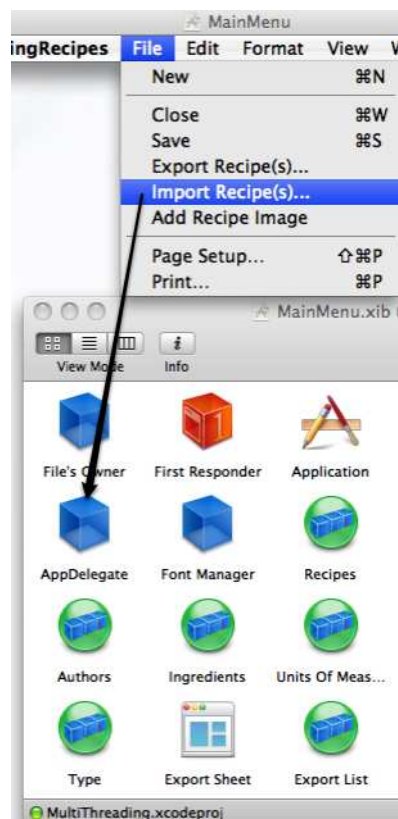 MainMenu
ingRecipes File Edit Format View
New ⌘N
Close ⌘W
Save ⌘S
Export Recipe(s)...
Import Recipe(s)...
Add Recipe Image
Page Setup... ⇧⌘P
Print... ⌘P
MainMenu.xib
i
View Mode Info
File's Owner First Responder Application
AppDelegate Font Manager Recipes
Authors Ingredients Units Of Meas...
Type Export Sheet Export List
MultiThreading.xcodeproj